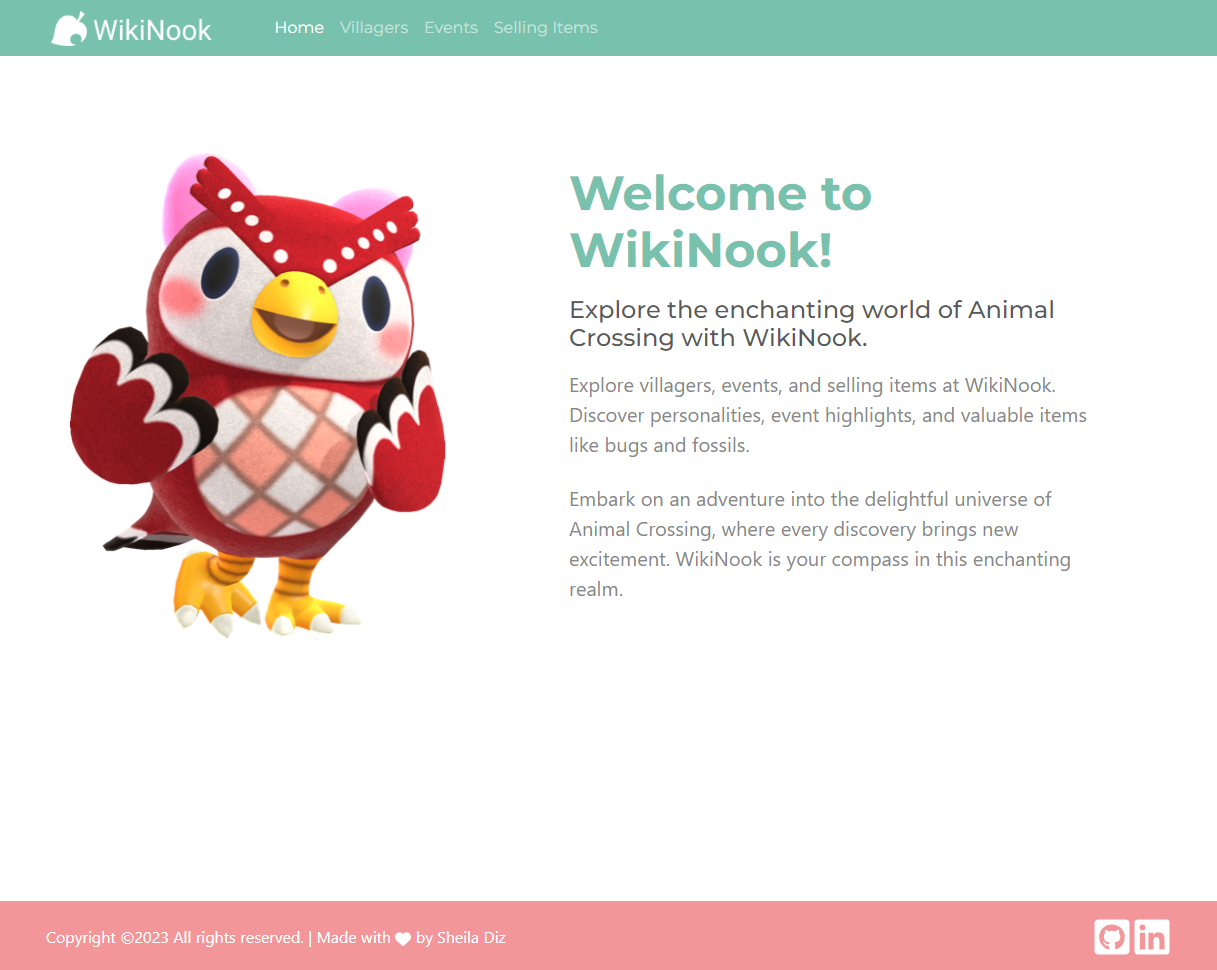 WikiNook
Home Villagers Events Selling Items
Welcome to
WikiNook!
Explore the enchanting world of Animal
Crossing with WikiNook.
Explore villagers, events, and selling items at WikiNook.
Discover personalities, event highlights, and valuable items
like bugs and fossils.
Embark on an adventure into the delightful universe of
Animal Crossing, where every discovery brings new
excitement. WikiNook is your compass in this enchanting
realm.
Copyright ©2023 All rights reserved. | Made with by Sheila Diz
in